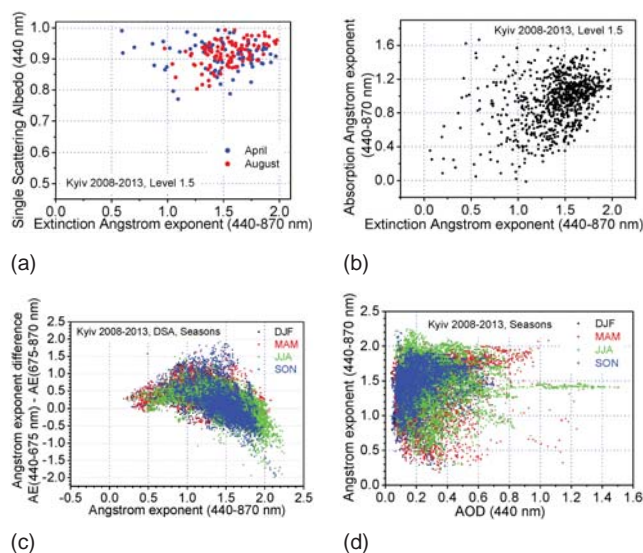 Single Scattering Albedo (440 nm)
1.0
0.9
0.8
0.7
0.6
0.5
April
August
Kyiv 2008-2013, Level 1.5
0.0 0.5 1.0 1.5 2.0
Extinction Angstrom exponent (440-870 nm)
(a)
Absorption Angstrom exponent
(440-870 nm)
1.6
1.2
0.8
0.4
0.0
Kyiv 2008-2013, Level 1.5
0.0 0.5 1.0 1.5 2.0
Extinction Angstrom exponent (440-870 nm)
(b)
Angstrom exponent difference
AE(440-675 nm) - AE(675-870 nm)
2.5
2.0
1.5
1.0
0.5
0.0
-0.5
-1.0
-1.5
-2.0
Kyiv 2008-2013, DSA, Seasons
DJF
MAM
JJA
SON
-0.5 0.0 0.5 1.0 1.5 2.0 2.5
Angstrom exponent (440-870 nm)
(c)
Angstrom exponent (440-870 nm)
2.5
2.0
1.5
1.0
0.5
0.0
Kyiv 2008-2013, Seasons
DJF
MAM
JJA
SON
0.0 0.2 0.4 0.6 0.8 1.0 1.2 1.4 1.6
AOD (440 nm)
(d)